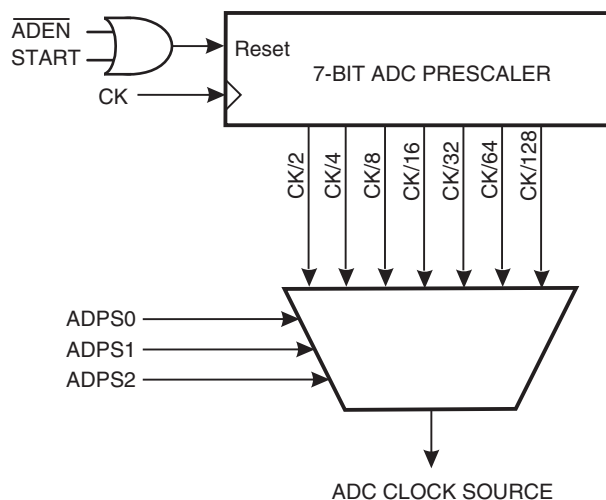 ADEN
START
Reset
7-BIT ADC PRESCALER
CK
CK/2
CK/4
CK/8
CK/16
CK/32
CK/64
CK/128
ADPS0
ADPS1
ADPS2
ADC CLOCK SOURCE